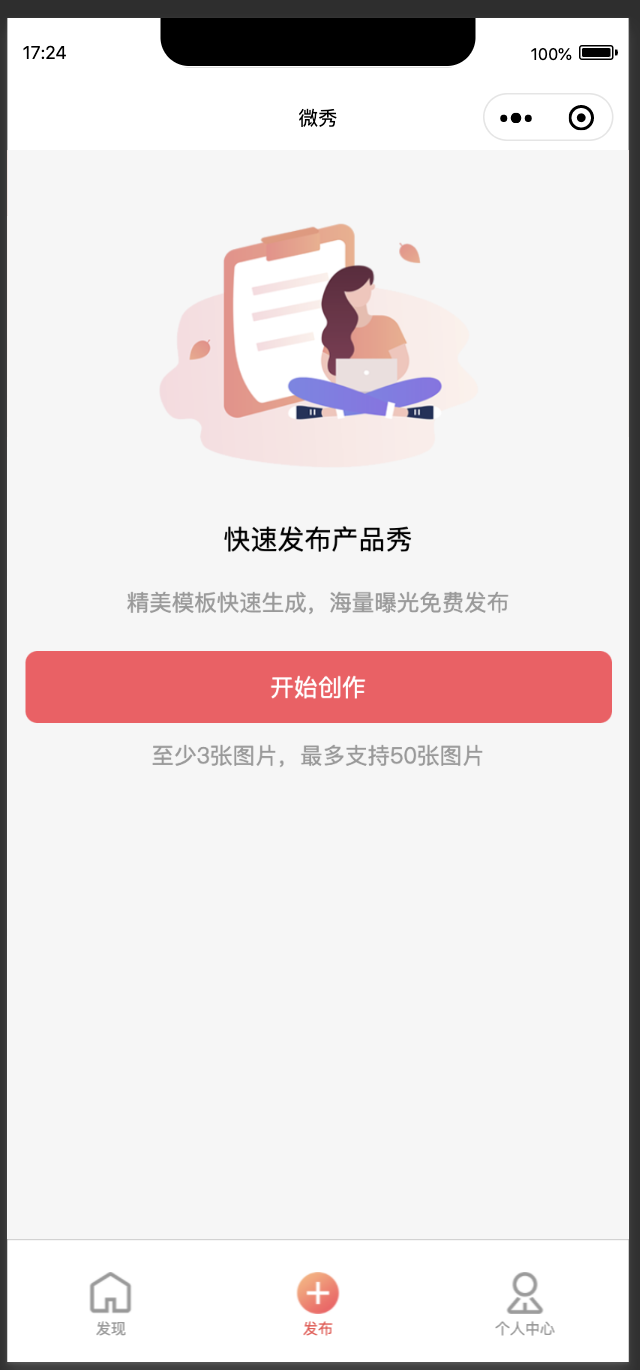 17:24
100%
微秀
快速发布产品秀
精美模板快速生成，海量曝光免费发布
开始创作
至少3张图片，最多支持50张图片
发现
发布
个人中心